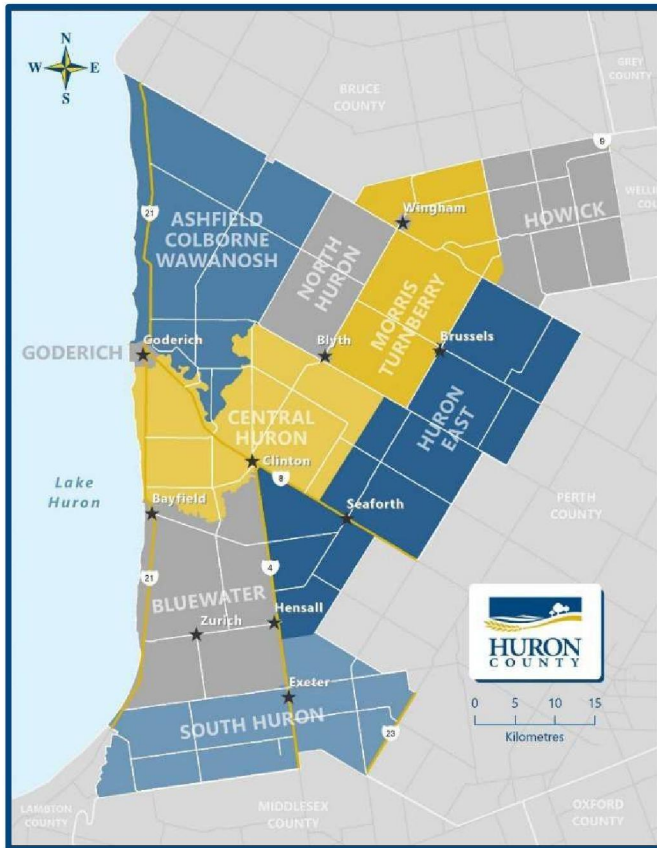 N
W E
S
BRUCE
COUNTY
GREY
COUNTY
9
Wingham
HOWICK
21
ASHFIELD
COLBORNE
WAWANOSH
NORTH
HURON
MORRIS
TURNBERRY
GODERICH
Goderich
Blyth
Brussels
CENTRAL
HURON
HURON
EAST
Clinton
8
Lake
Huron
Bayfield
Seaforth
PERTH
COUNTY
21
4
BLUEWATER
Zurich
Hensall
HURON
COUNTY
Exeter
0 5 10 15
Kilometres
SOUTH HURON
23
LAMBTON
COUNTY
MIDDLESEX
COUNTY
OXFORD
COUNTY